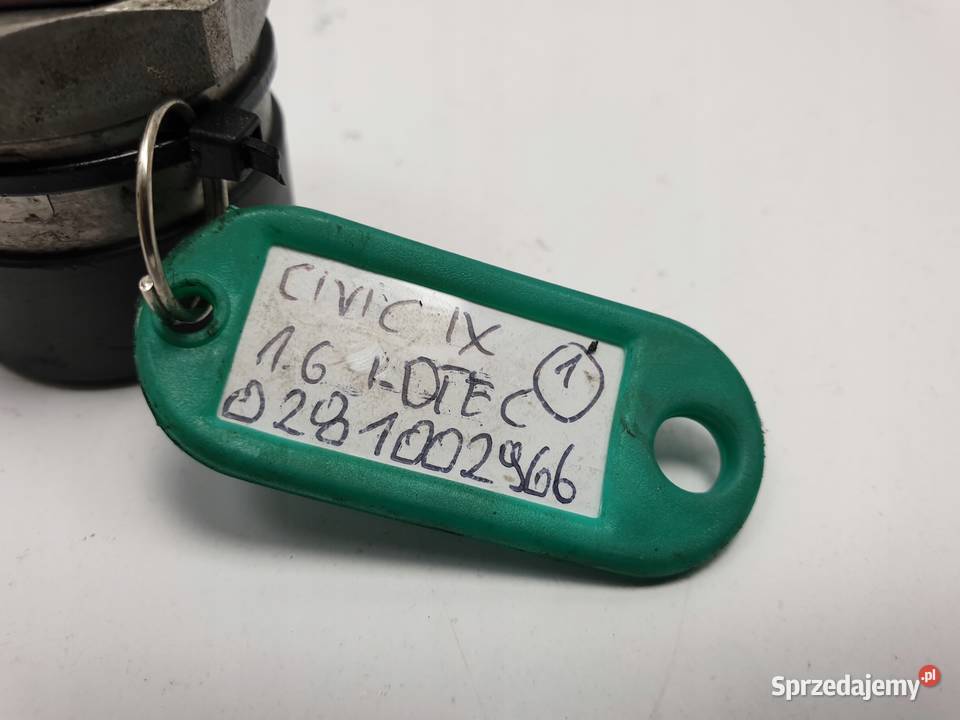 CIVIC IX
1.6 I-DTEC 1
0281002966
Sprzedajemy.pl